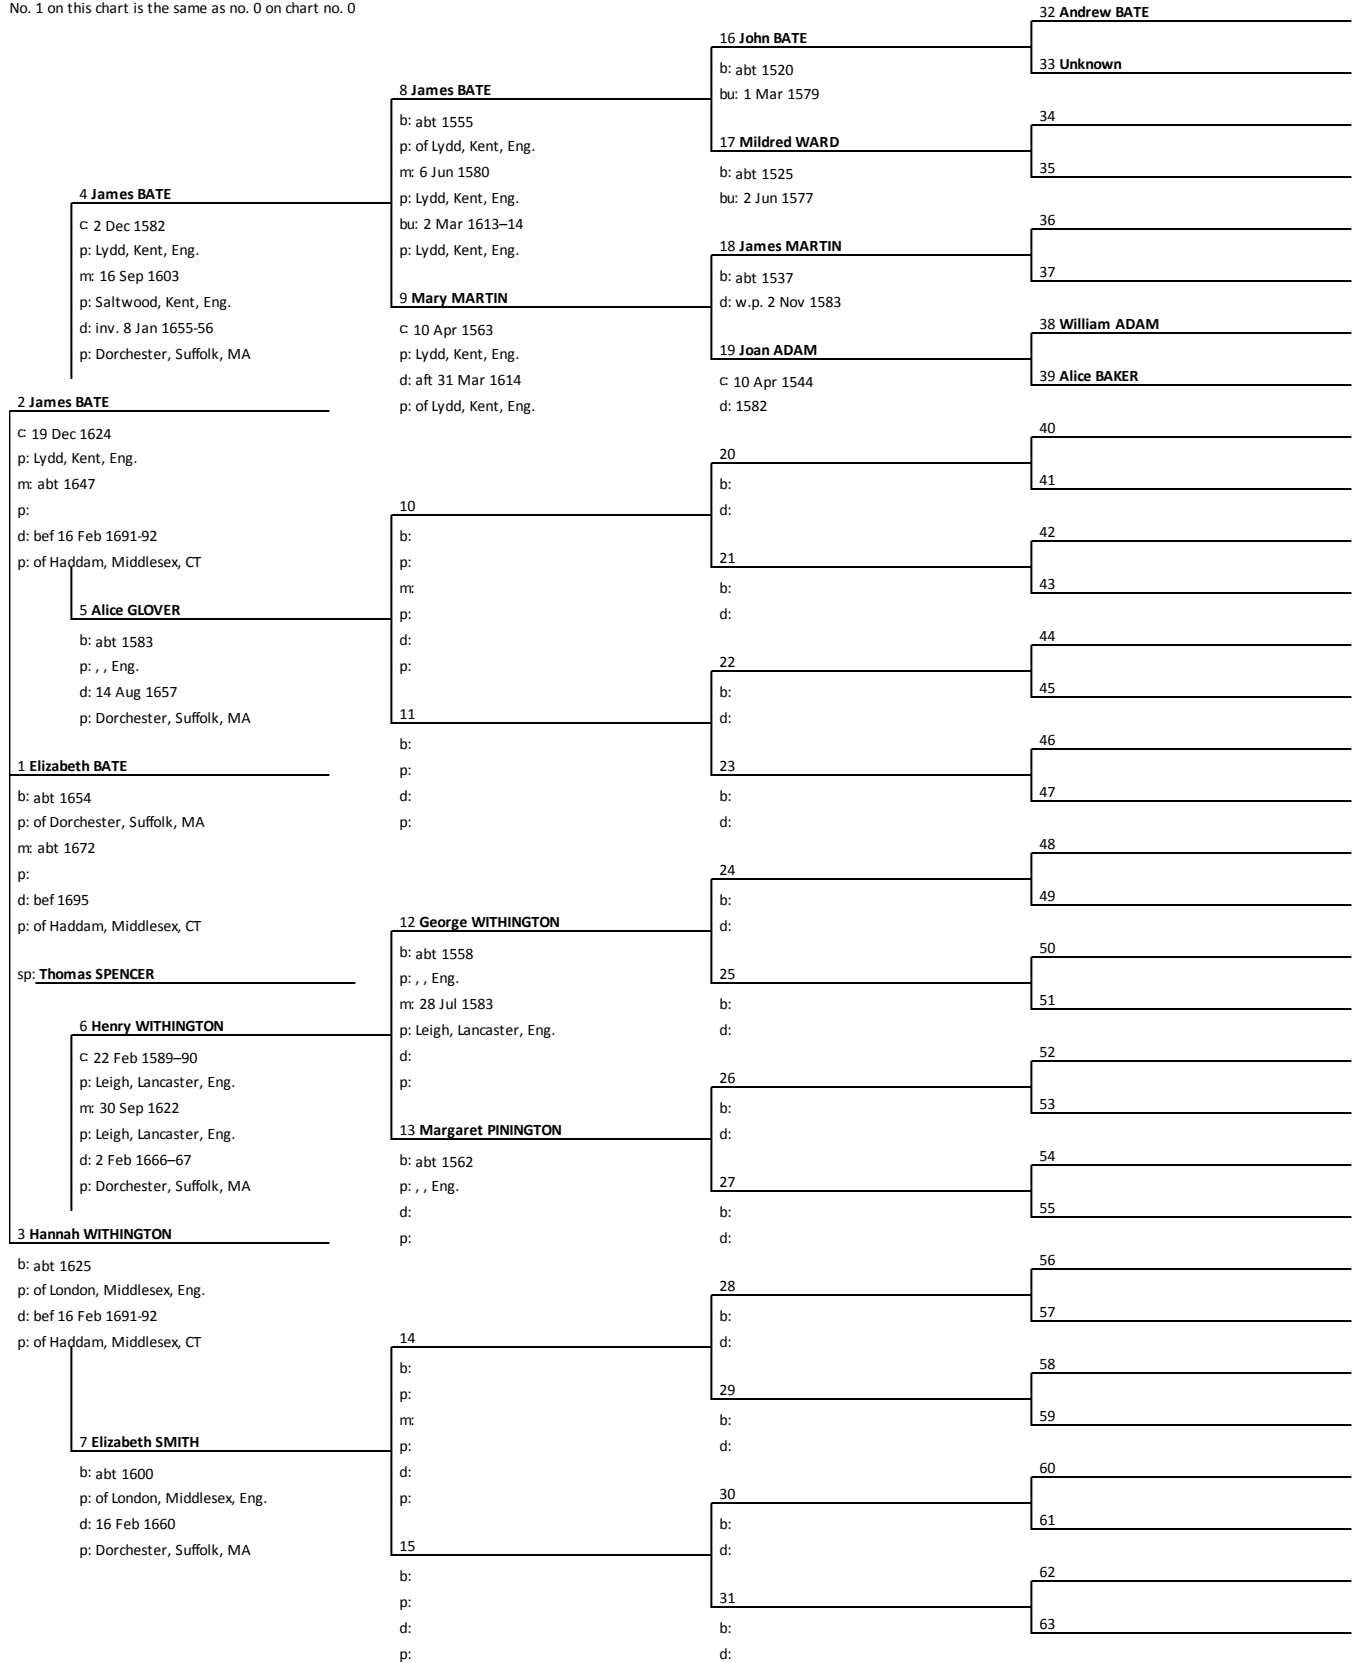 No. 1 on this chart is the same as no. 0 on chart no. 0
2 James BATE
c: 19 Dec 1624
p: Lydd, Kent, Eng.
m: abt 1647
p:
d: bef 16 Feb 1691-92
p: of Haddam, Middlesex, CT
1 Elizabeth BATE
b: abt 1654
p: of Dorchester, Suffolk, MA
m: abt 1672
p:
d: bef 1695
p: of Haddam, Middlesex, CT
sp: Thomas SPENCER
3 Hannah WITHINGTON
b: abt 1625
p: of London, Middlesex, Eng.
d: bef 16 Feb 1691-92
p: of Haddam, Middlesex, CT
4 James BATE
c: 2 Dec 1582
p: Lydd, Kent, Eng.
m: 16 Sep 1603
p: Saltwood, Kent, Eng.
d: inv. 8 Jan 1655-56
p: Dorchester, Suffolk, MA
5 Alice GLOVER
b: abt 1583
p: , , Eng.
d: 14 Aug 1657
p: Dorchester, Suffolk, MA
6 Henry WITHINGTON
c: 22 Feb 1589–90
p: Leigh, Lancaster, Eng.
m: 30 Sep 1622
p: Leigh, Lancaster, Eng.
d: 2 Feb 1666–67
p: Dorchester, Suffolk, MA
7 Elizabeth SMITH
b: abt 1600
p: of London, Middlesex, Eng.
d: 16 Feb 1660
p: Dorchester, Suffolk, MA
8 James BATE
b: abt 1555
p: of Lydd, Kent, Eng.
m: 6 Jun 1580
p: Lydd, Kent, Eng.
bu: 2 Mar 1613–14
p: Lydd, Kent, Eng.
9 Mary MARTIN
c: 10 Apr 1563
p: Lydd, Kent, Eng.
d: aft 31 Mar 1614
p: of Lydd, Kent, Eng.
10
b:
p:
m:
p:
d:
p:
11
b:
p:
d:
p:
12 George WITHINGTON
b: abt 1558
p: , , Eng.
m: 28 Jul 1583
p: Leigh, Lancaster, Eng.
d:
p:
13 Margaret PININGTON
b: abt 1562
p: , , Eng.
d:
p:
14
b:
p:
m:
p:
d:
p:
15
b:
p:
d:
p:
16 John BATE
b: abt 1520
bu: 1 Mar 1579
17 Mildred WARD
b: abt 1525
bu: 2 Jun 1577
18 James MARTIN
b: abt 1537
d: w.p. 2 Nov 1583
19 Joan ADAM
c: 10 Apr 1544
d: 1582
20
b:
d:
21
b:
d:
22
b:
d:
23
b:
d:
24
b:
d:
25
b:
d:
26
b:
d:
27
b:
d:
28
b:
d:
29
b:
d:
30
b:
d:
31
b:
d:
32 Andrew BATE
33 Unknown
34
35
36
37
38 William ADAM
39 Alice BAKER
40
41
42
43
44
45
46
47
48
49
50
51
52
53
54
55
56
57
58
59
60
61
62
63